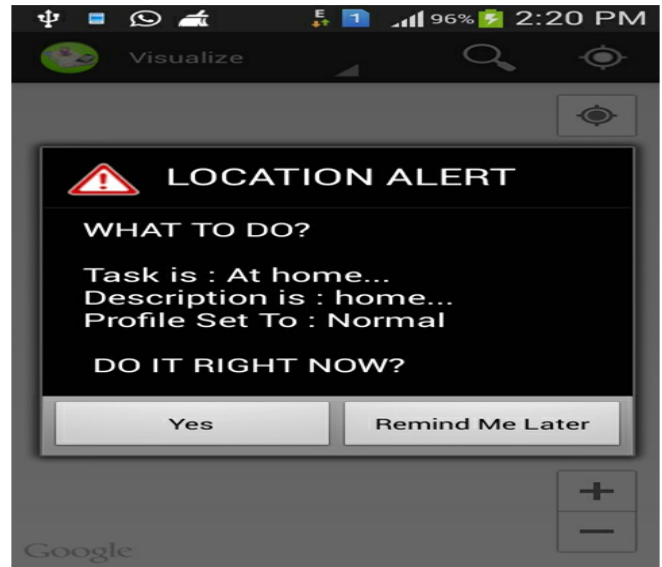 E 1 96% 2:20 PM
Visualize
LOCATION ALERT
WHAT TO DO?
Task is : At home...
Description is : home...
Profile Set To : Normal
DO IT RIGHT NOW?
Yes Remind Me Later
+
−
Google